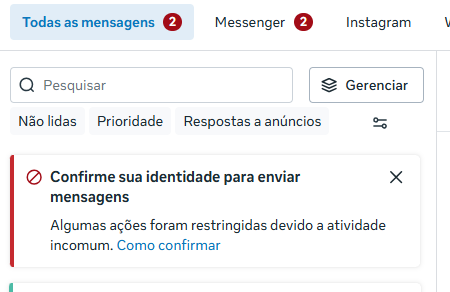 Todas as mensagens 2 Messenger 2 Instagram
Pesquisar Gerenciar
Não lidas Prioridade Respostas a anúncios
Confirme sua identidade para enviar
mensagens
Algumas ações foram restringidas devido a atividade
incomum. Como confirmar